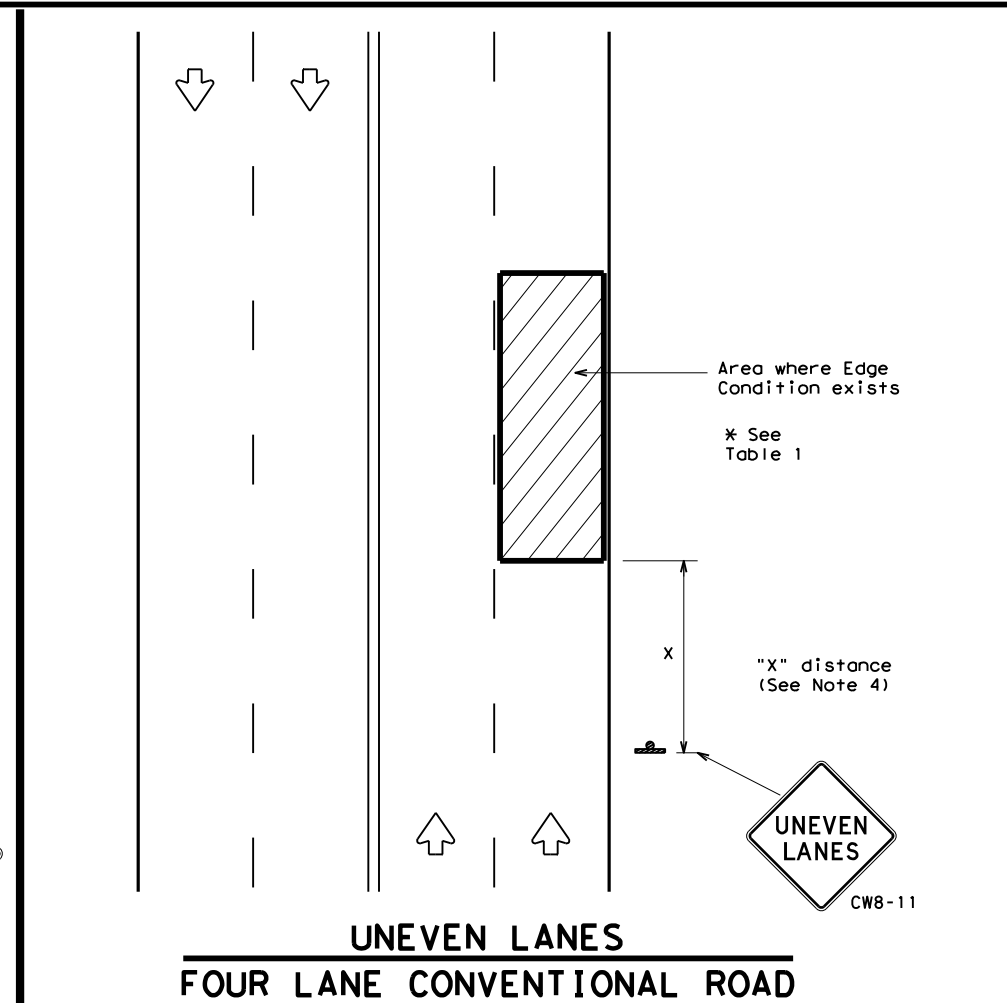 Area where Edge
Condition exists
* See
Table 1
X
"X" distance
(See Note 4)
UNEVEN
LANES
CW8-11
UNEVEN LANES
FOUR LANE CONVENTIONAL ROAD